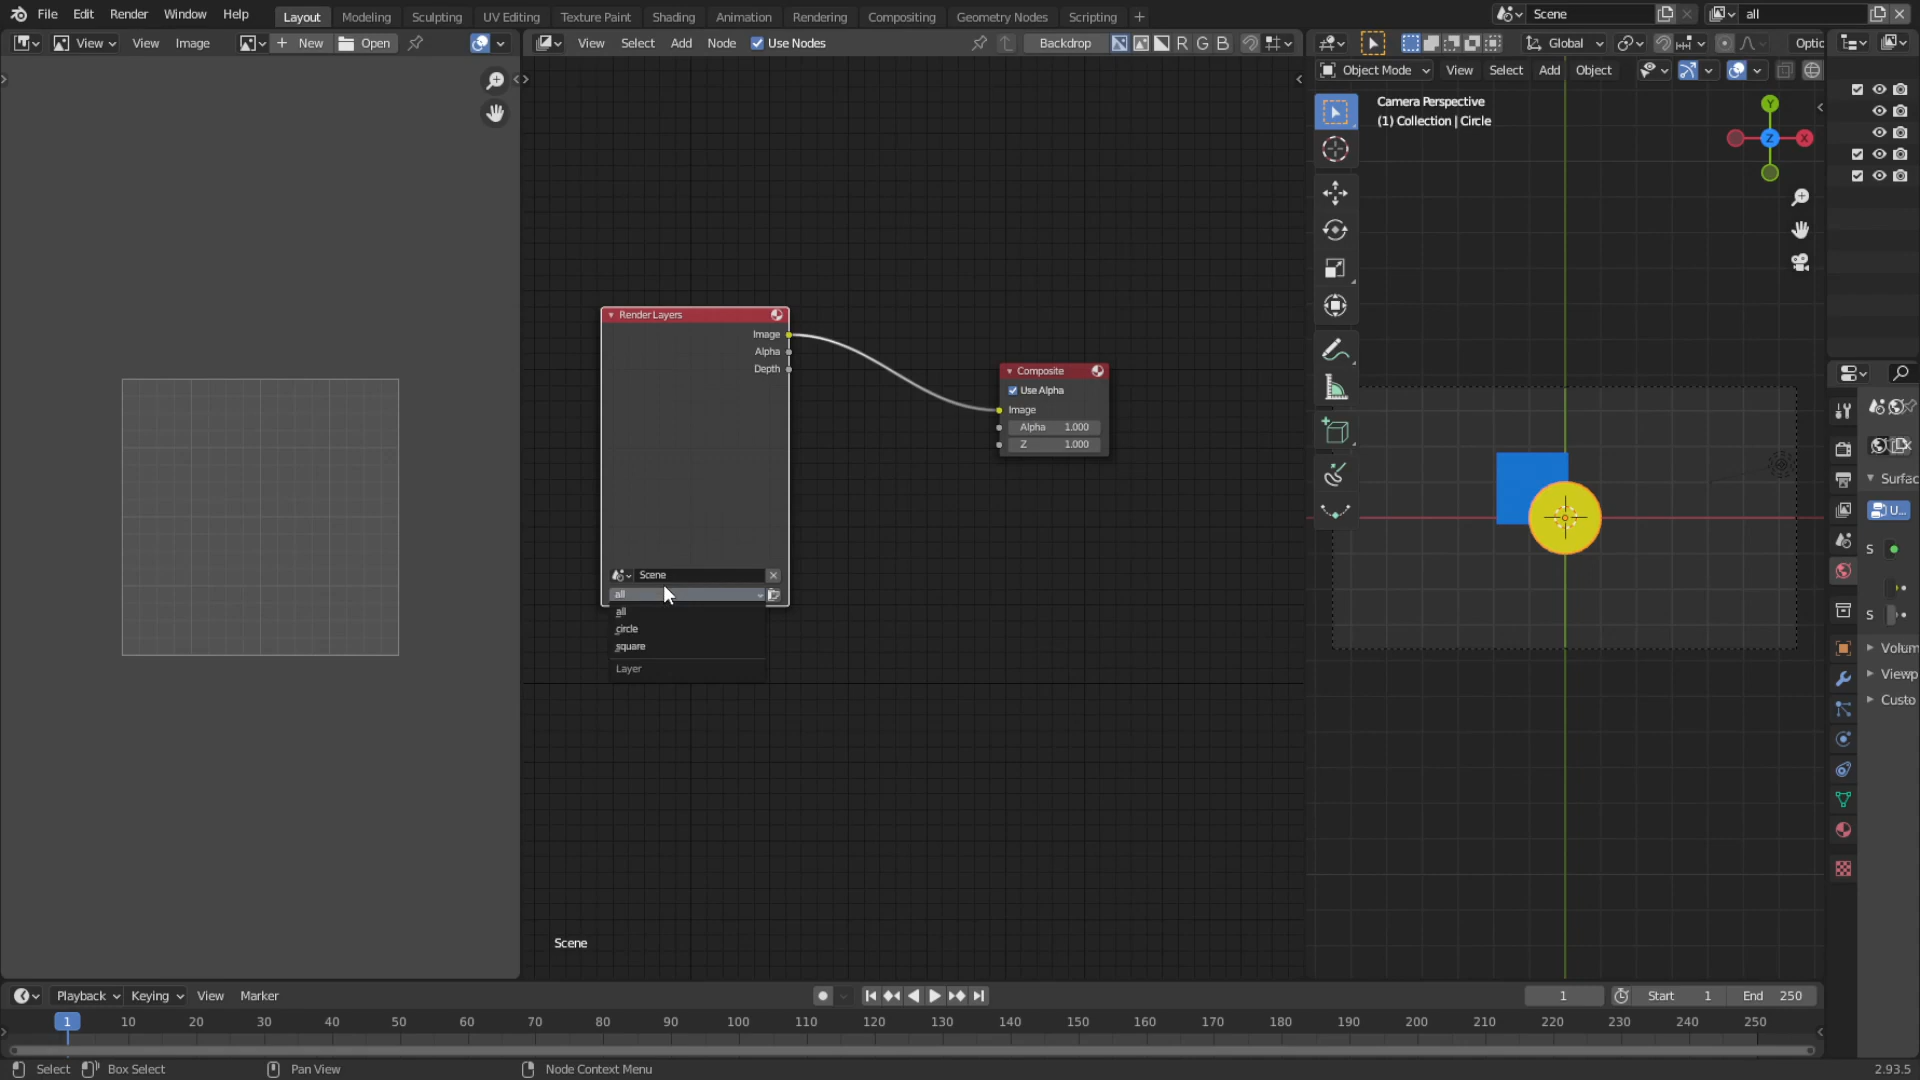 File Edit Render Window Help Layout Modeling Sculpting UV Editing Texture Paint Shading Animation Rendering Compositing Geometry Nodes Scripting + Scene all
View View Image New Open View Select Add Node Use Nodes Backdrop R G B Global Optic
Object Mode View Select Add Object
Camera Perspective
(1) Collection | Circle
Y
Z X
Render Layers
Image
Alpha
Depth
Composite
Use Alpha
Image
Alpha 1.000
Z 1.000
Surfac
U...
S
S
Volum
Viewp
Custo
Scene
all
all
circle
square
Layer
Scene
Playback Keying View Marker 1 Start 1 End 250
1 10 20 30 40 50 60 70 80 90 100 110 120 130 140 150 160 170 180 190 200 210 220 230 240 250
Select Box Select Pan View Node Context Menu 2.93.5